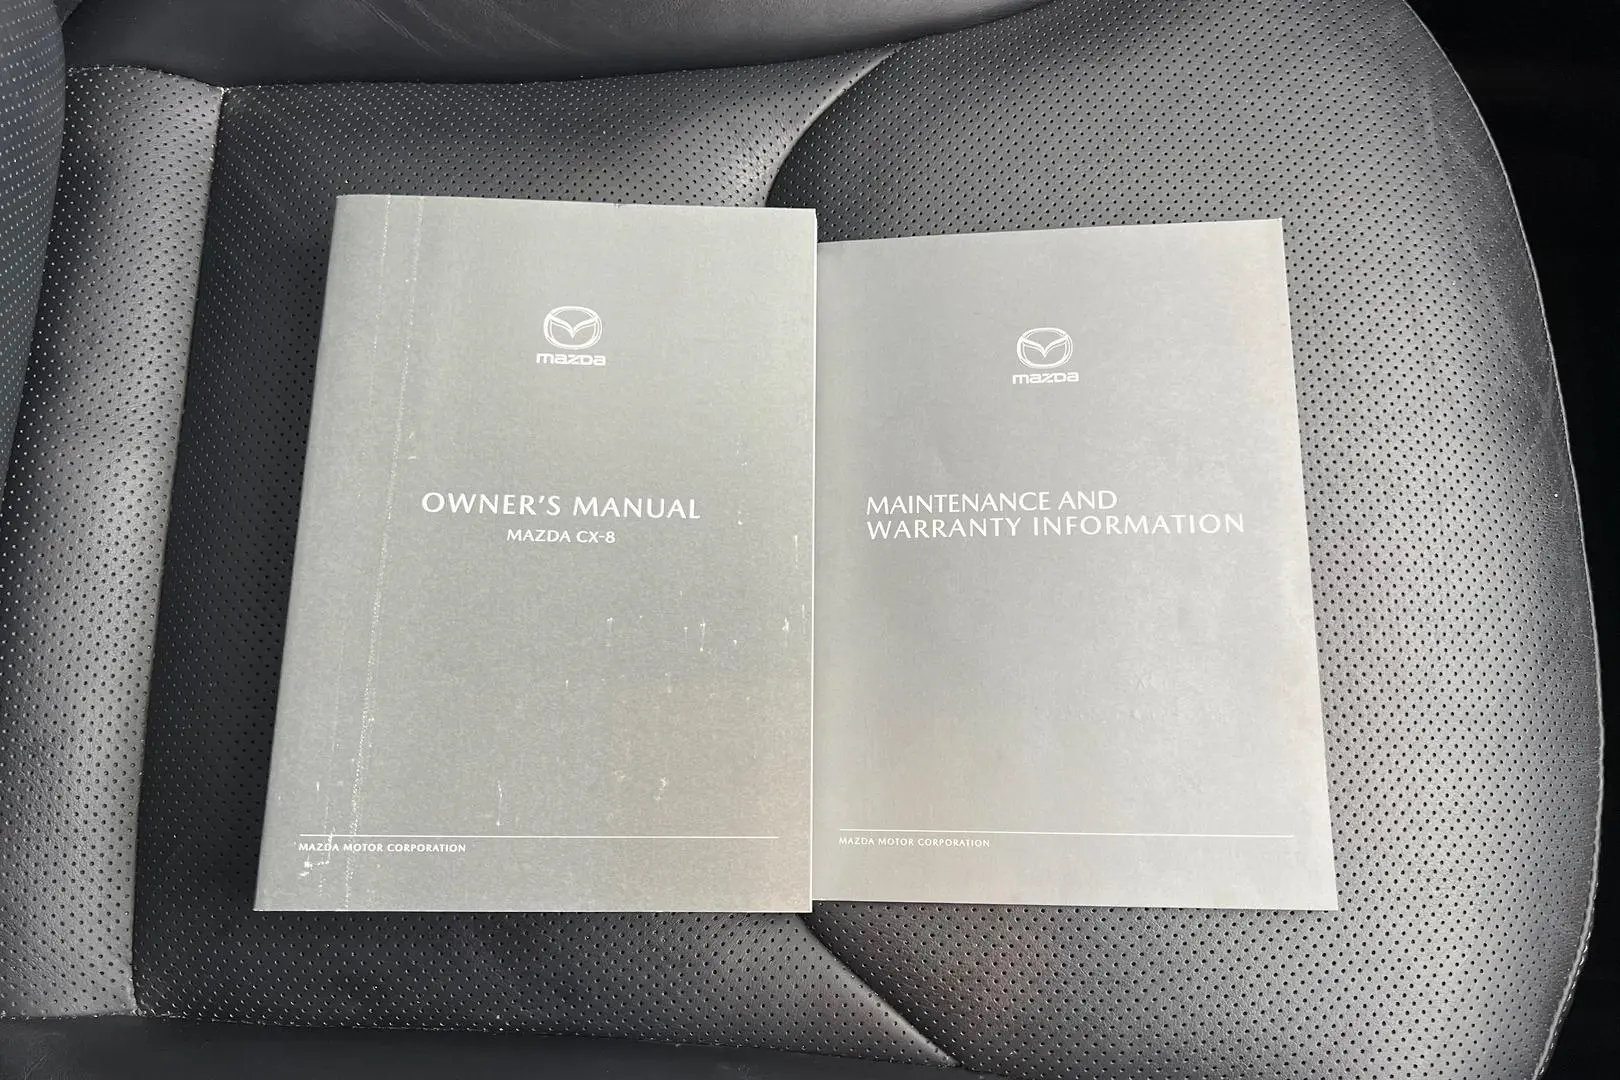 mazda
OWNER'S MANUAL
MAZDA CX-8
MAZDA MOTOR CORPORATION
mazda
MAINTENANCE AND
WARRANTY INFORMATION
MAZDA MOTOR CORPORATION